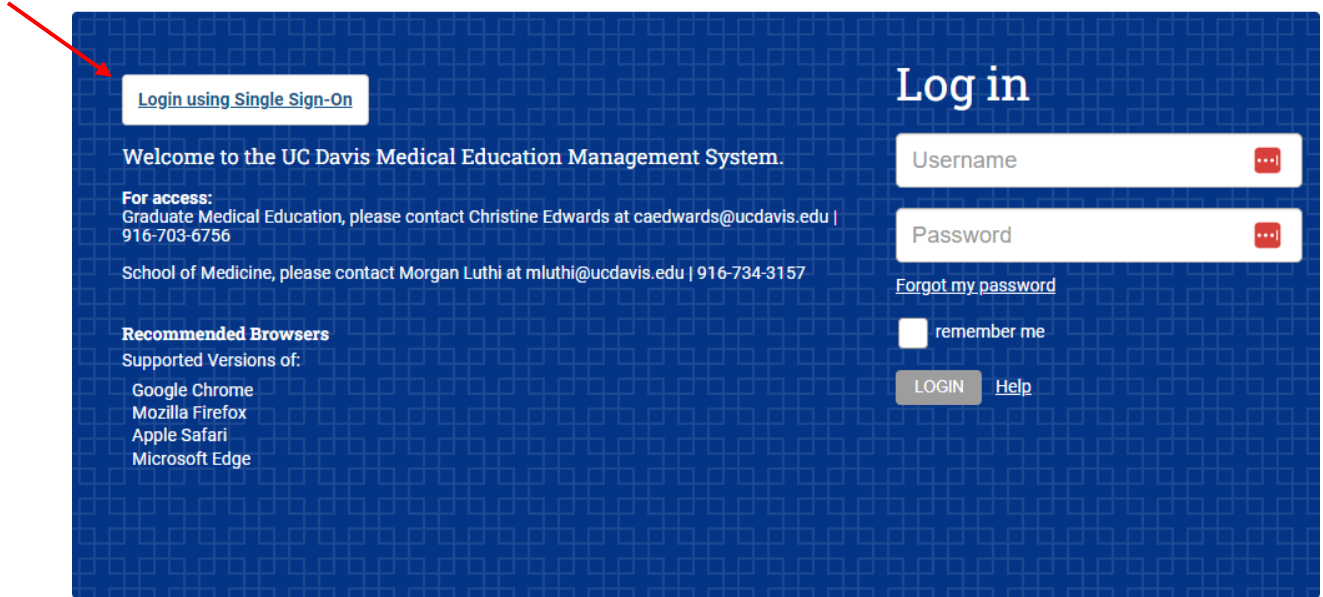 Login using Single Sign-On
Welcome to the UC Davis Medical Education Management System.
For access:
Graduate Medical Education, please contact Christine Edwards at caedwards@ucdavis.edu |
916-703-6756
School of Medicine, please contact Morgan Luthi at mluthi@ucdavis.edu | 916-734-3157
Recommended Browsers
Supported Versions of:
Google Chrome
Mozilla Firefox
Apple Safari
Microsoft Edge
Log in
Username
Password
Forgot my password
remember me
LOGIN Help